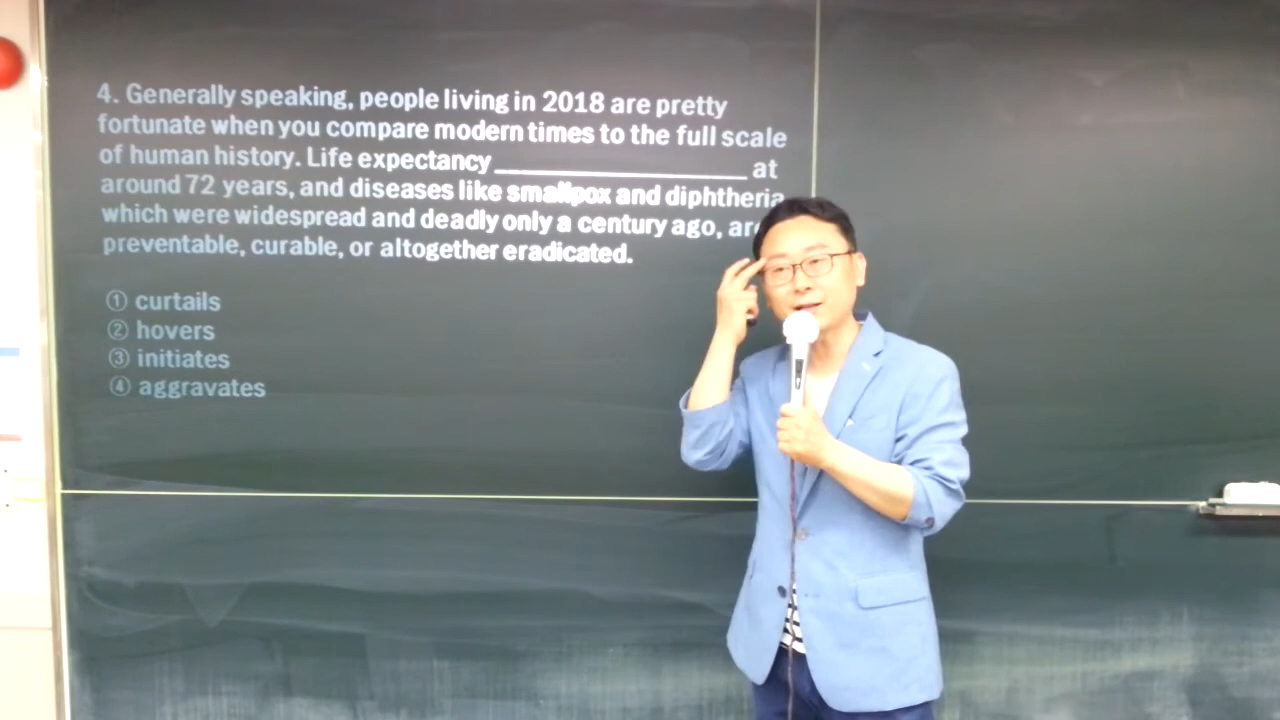 4. Generally speaking, people living in 2018 are pretty
fortunate when you compare modern times to the full scale
of human history. Life expectancy ____________________ at
around 72 years, and diseases like smallpox and diphtheria
which were widespread and deadly only a century ago, are
preventable, curable, or altogether eradicated.
① curtails
② hovers
③ initiates
④ aggravates